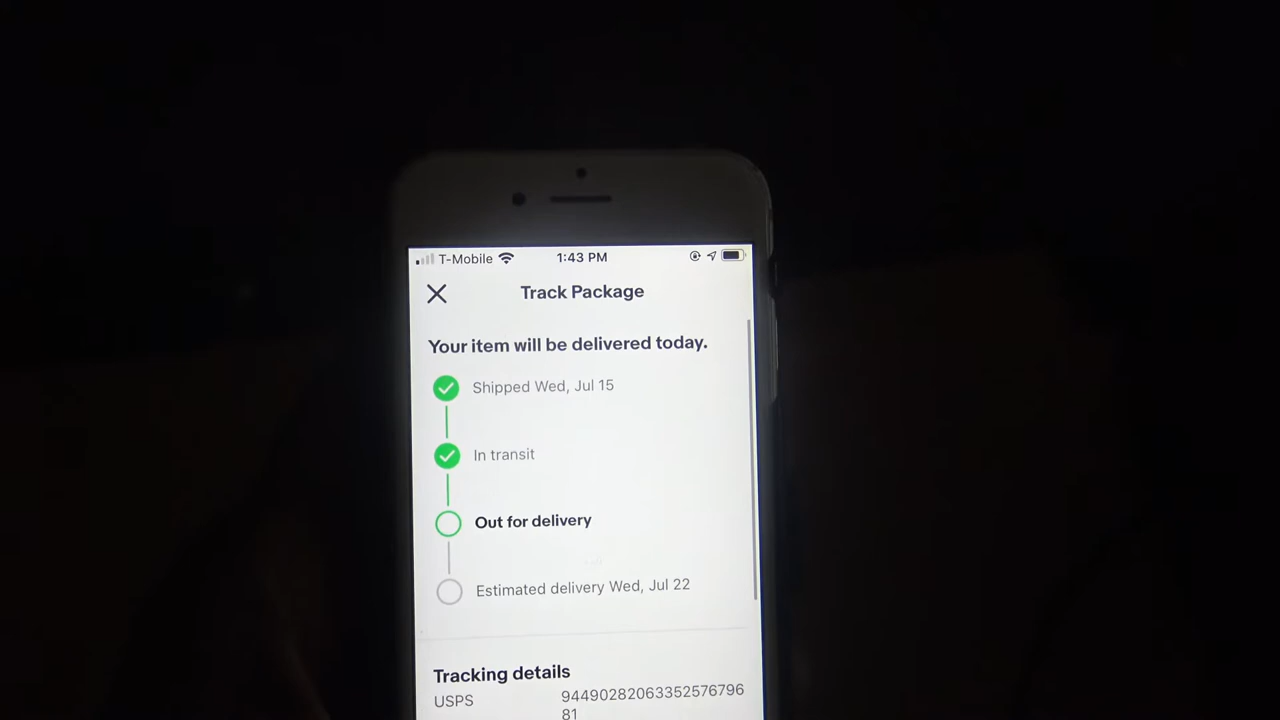 T-Mobile 1:43 PM
Track Package
Your item will be delivered today.
Shipped Wed, Jul 15
In transit
Out for delivery
Estimated delivery Wed, Jul 22
Tracking details
USPS 94490282063352576796
81